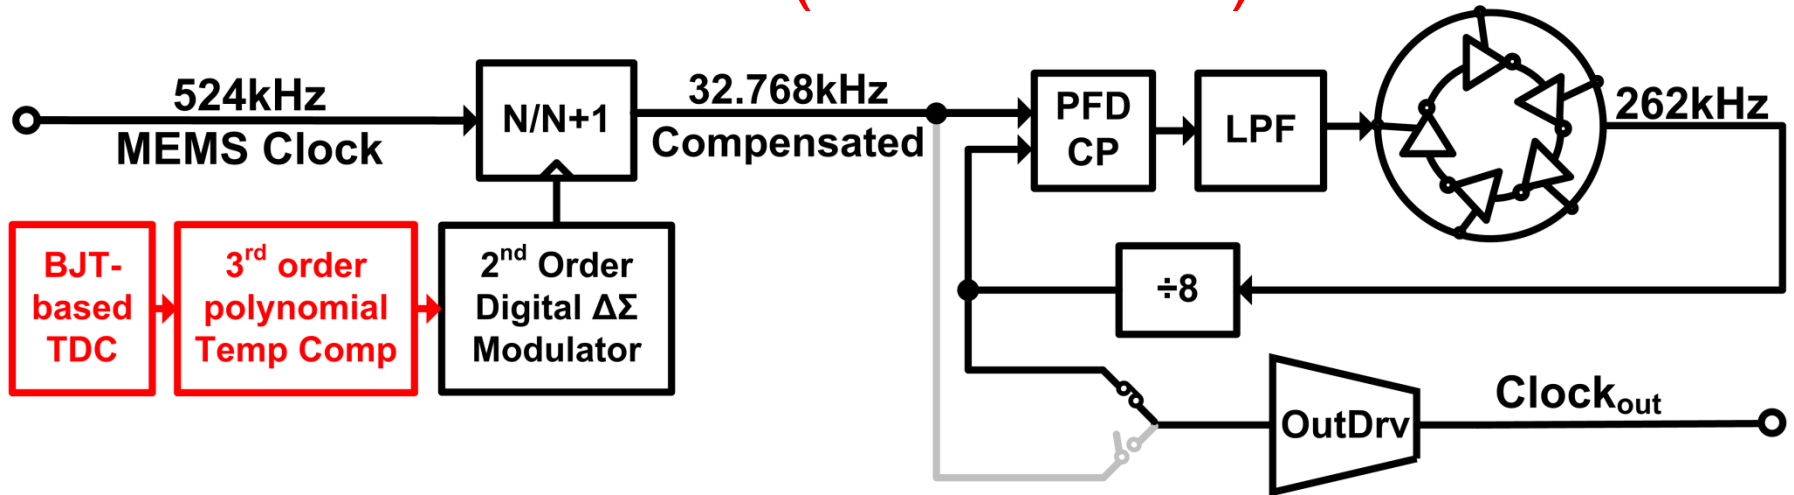 524kHz
MEMS Clock
N/N+1
32.768kHz
Compensated
PFD
CP
LPF
262kHz
BJT-
based
TDC
3rd order
polynomial
Temp Comp
2nd Order
Digital ΔΣ
Modulator
÷8
OutDrv
Clockout